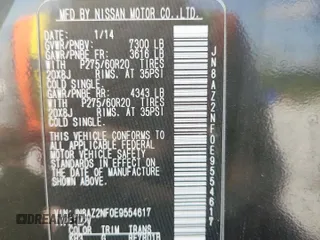 MFD BY NISSAN MOTOR CO.,LTD.
DATE: 1/14
GVWR/PNBV: 7300 LB
GAWR/PNBE FR: 3616 LB
WITH P275/60R20 TIRES
20X8J RIMS, AT 35PSI
COLD SINGLE
GAWR/PNBE RR: 4343 LB
WITH P275/60R20 TIRES
20X8J RIMS, AT 35PSI
COLD SINGLE
THIS VEHICLE CONFORMS TO
ALL APPLICABLE FEDERAL
MOTOR VEHICLE SAFETY
STANDARDS IN EFFECT ON
THE DATE OF MANUFACTURE
SHOWN ABOVE
JN8AZ2NF0E9554617
COLOR TRIM TRANS
KH3 G
JN8AZ2NF0E9554617